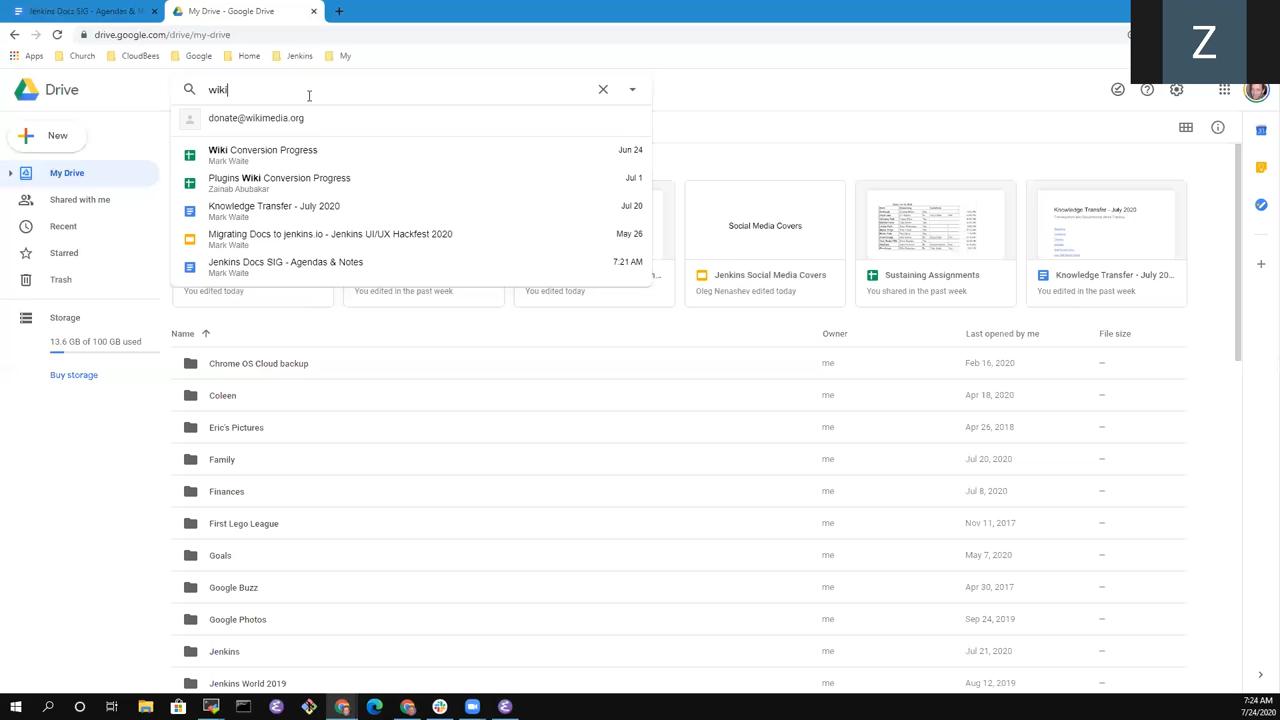 Jenkins Docs SIG - Agendas & N
My Drive - Google Drive
drive.google.com/drive/my-drive
Apps
Church
CloudBees
Google
Home
Jenkins
My
Z
Drive
wiki
donate@wikimedia.org
New
Wiki Conversion Progress
Jun 24
Mark Waite
My Drive
Plugins Wiki Conversion Progress
Jul 1
Zainab Abubakar
Shared with me
Knowledge Transfer - July 2020
Jul 20
Mark Waite
Recent
Migrating Docs to jenkins.io - Jenkins UI/UX Hackfest 2020
May 26
Mark Waite
Starred
Jenkins Docs SIG - Agendas & Notes
7:21 AM
Mark Waite
Trash
Social Media Covers
Knowledge Transfer - July 2020
n...
Jenkins Social Media Covers
Sustaining Assignments
Knowledge Transfer - July 20...
You edited today
You edited in the past week
You edited today
Oleg Nenashev edited today
You shared in the past week
You edited in the past week
Storage
13.6 GB of 100 GB used
Buy storage
Name
Owner
Last opened by me
File size
Chrome OS Cloud backup
me
Feb 16, 2020
–
Coleen
me
Apr 18, 2020
–
Eric's Pictures
me
Apr 26, 2018
–
Family
me
Jul 20, 2020
–
Finances
me
Jul 8, 2020
–
First Lego League
me
Nov 11, 2017
–
Goals
me
May 7, 2020
–
Google Buzz
me
Apr 30, 2017
–
Google Photos
me
Sep 24, 2019
–
Jenkins
me
Jul 21, 2020
–
Jenkins World 2019
me
Aug 12, 2019
–
7:24 AM
7/24/2020